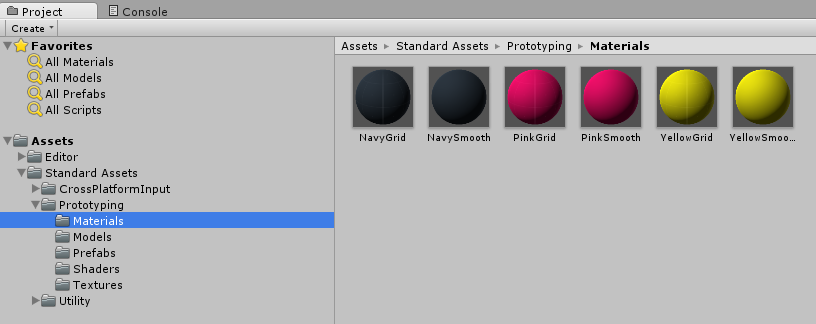 Project
Console
Create
Favorites
All Materials
All Models
All Prefabs
All Scripts
Assets
Editor
Standard Assets
CrossPlatformInput
Prototyping
Materials
Models
Prefabs
Shaders
Textures
Utility
Assets ▸ Standard Assets ▸ Prototyping ▸ Materials
NavyGrid
NavySmooth
PinkGrid
PinkSmooth
YellowGrid
YellowSmoo...